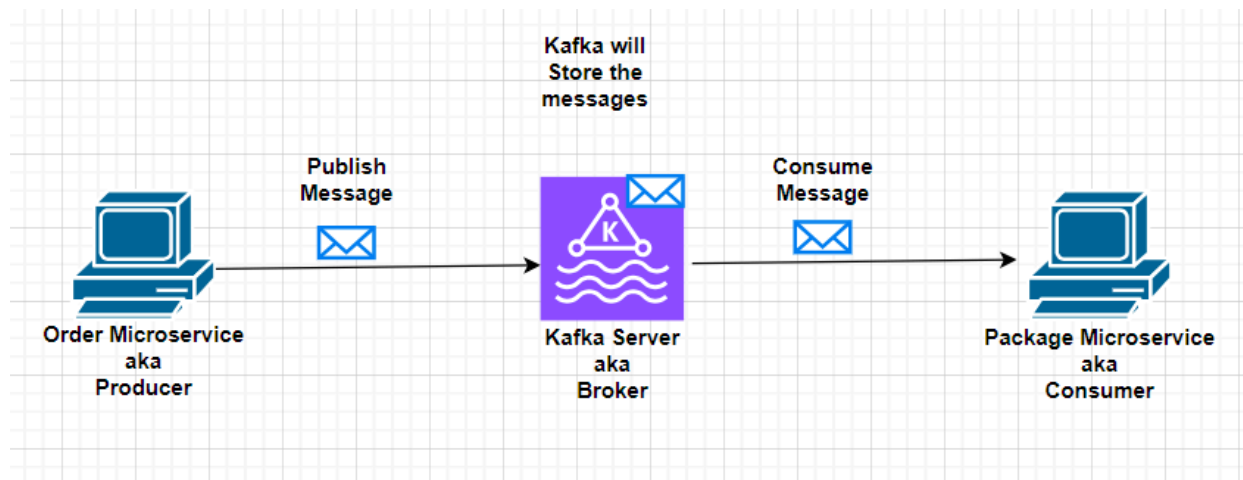 Kafka will
Store the
messages
Publish
Message
Consume
Message
K
Order Microservice
aka
Producer
Kafka Server
aka
Broker
Package Microservice
aka
Consumer